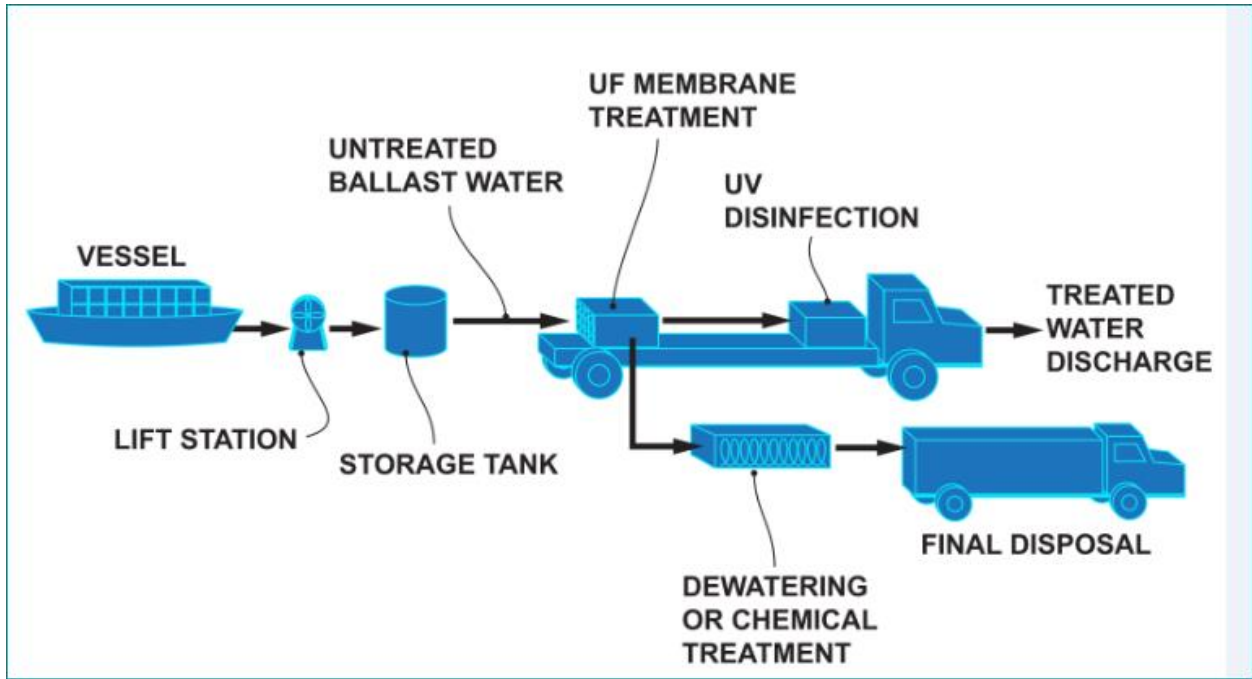 UF MEMBRANE
TREATMENT
UNTREATED
BALLAST WATER
UV
DISINFECTION
VESSEL
TREATED
WATER
DISCHARGE
LIFT STATION
STORAGE TANK
FINAL DISPOSAL
DEWATERING
OR CHEMICAL
TREATMENT